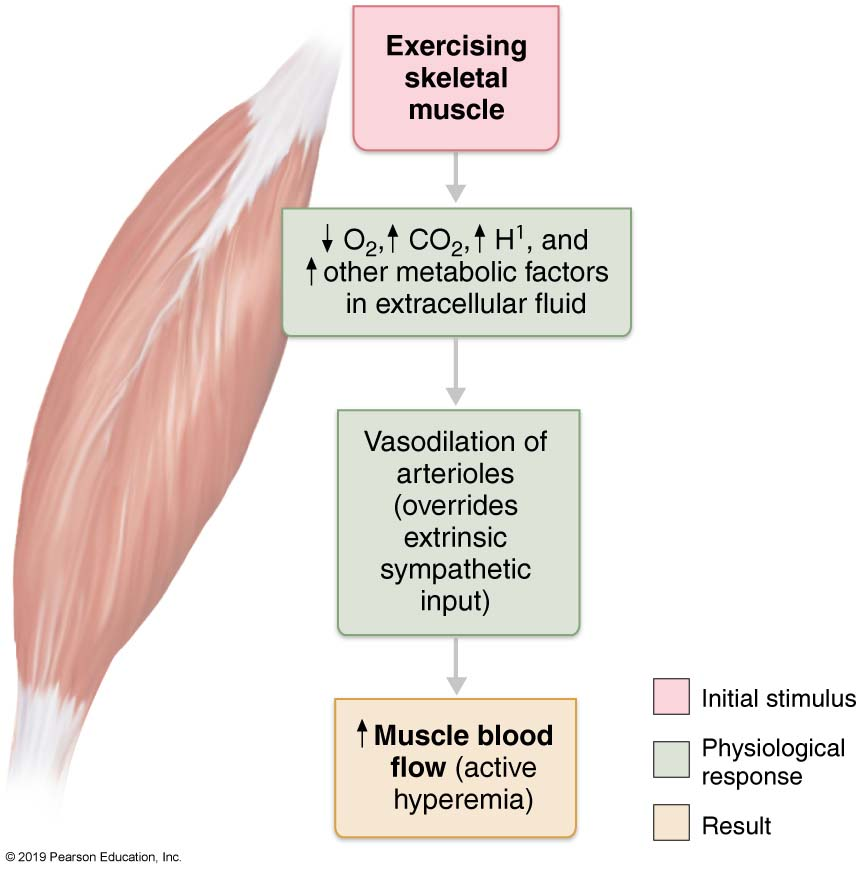 Exercising
skeletal
muscle
↓ O₂, ↑ CO₂, ↑ H¹, and
↑ other metabolic factors
in extracellular fluid
Vasodilation of
arterioles
(overrides
extrinsic
sympathetic
input)
↑ Muscle blood
flow (active
hyperemia)
Initial stimulus
Physiological
response
Result
© 2019 Pearson Education, Inc.